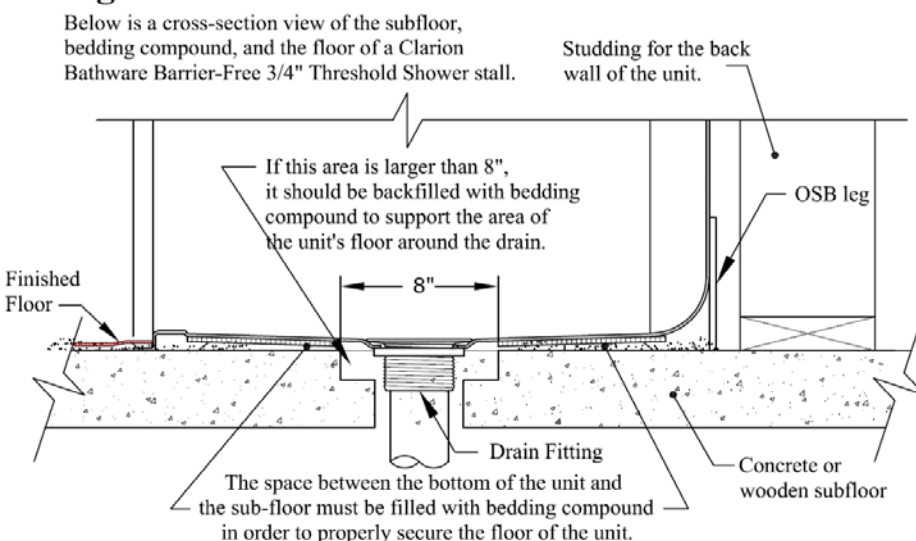 Below is a cross-section view of the subfloor,
bedding compound, and the floor of a Clarion
Bathware Barrier-Free 3/4" Threshold Shower stall.
Studding for the back
wall of the unit.
If this area is larger than 8",
it should be backfilled with bedding
compound to support the area of
the unit's floor around the drain.
OSB leg
Finished
Floor
8"
Drain Fitting
Concrete or
wooden subfloor
The space between the bottom of the unit and
the sub-floor must be filled with bedding compound
in order to properly secure the floor of the unit.